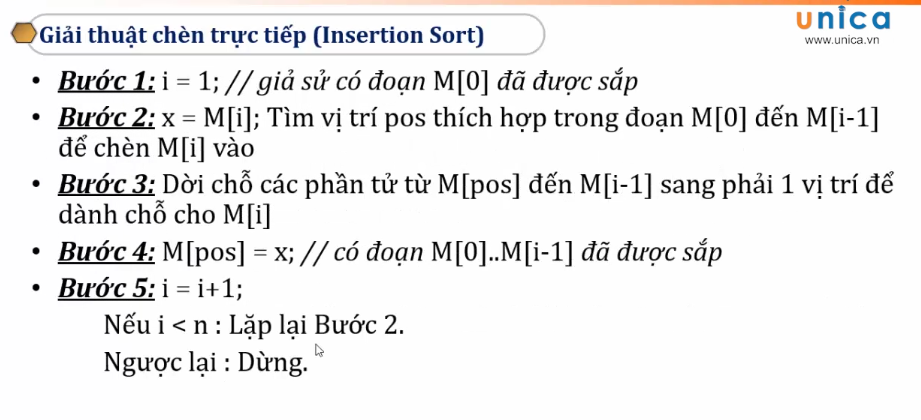 Giải thuật chèn trực tiếp (Insertion Sort)
unica
www.unica.vn
• Bước 1: i = 1; // giả sử có đoạn M[0] đã được sắp
• Bước 2: x = M[i]; Tìm vị trí pos thích hợp trong đoạn M[0] đến M[i-1]
để chèn M[i] vào
• Bước 3: Dời chỗ các phần tử từ M[pos] đến M[i-1] sang phải 1 vị trí để
dành chỗ cho M[i]
• Bước 4: M[pos] = x; // có đoạn M[0]..M[i-1] đã được sắp
• Bước 5: i = i+1;
Nếu i < n : Lặp lại Bước 2.
Ngược lại : Dừng.